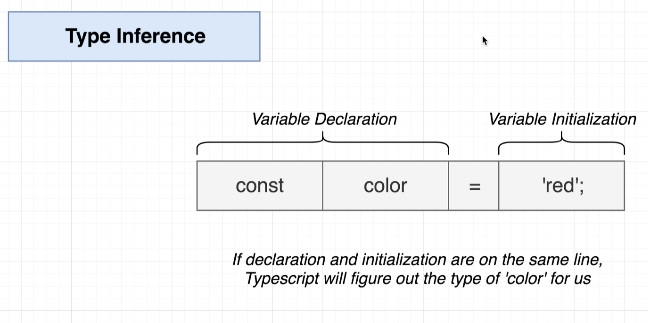 Type Inference
Variable Declaration
Variable Initialization
const color = 'red';
If declaration and initialization are on the same line,
Typescript will figure out the type of 'color' for us